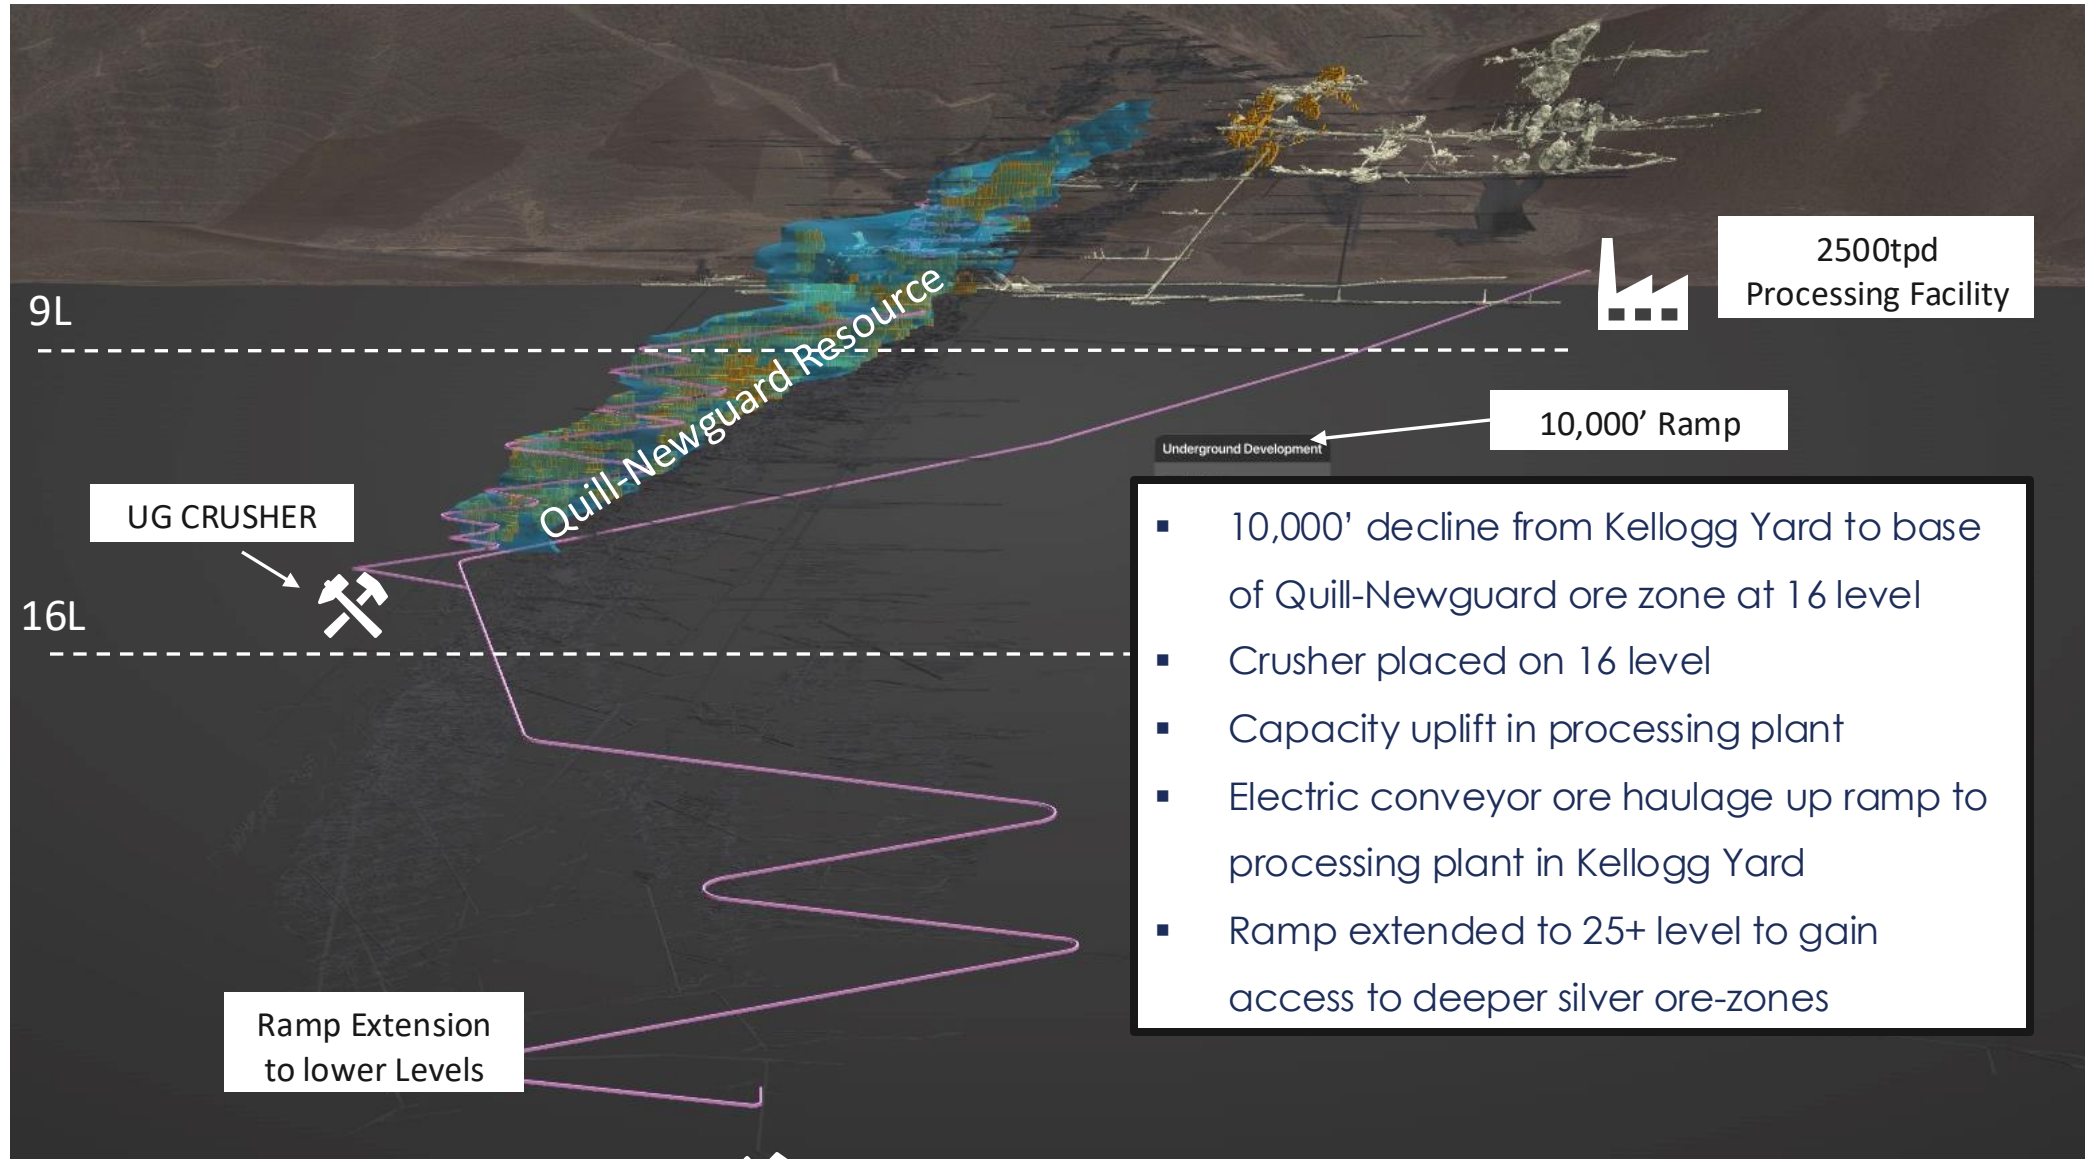 9L
Quill-Newguard Resource
2500tpd
Processing Facility
10,000’ Ramp
Underground Development
UG CRUSHER
16L
▪ 10,000’ decline from Kellogg Yard to base
of Quill-Newguard ore zone at 16 level
▪ Crusher placed on 16 level
▪ Capacity uplift in processing plant
▪ Electric conveyor ore haulage up ramp to
processing plant in Kellogg Yard
▪ Ramp extended to 25+ level to gain
access to deeper silver ore-zones
Ramp Extension
to lower Levels